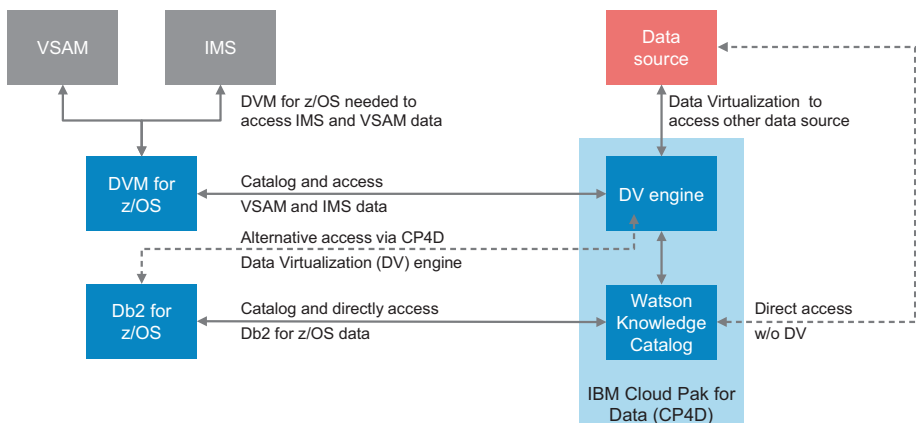 VSAM
IMS
Data
source
DVM for z/OS needed to
access IMS and VSAM data
Data Virtualization to
access other data source
DVM for
z/OS
Catalog and access
VSAM and IMS data
DV engine
Alternative access via CP4D
Data Virtualization (DV) engine
Db2 for
z/OS
Catalog and directly access
Db2 for z/OS data
Watson
Knowledge
Catalog
Direct access
w/o DV
IBM Cloud Pak for
Data (CP4D)